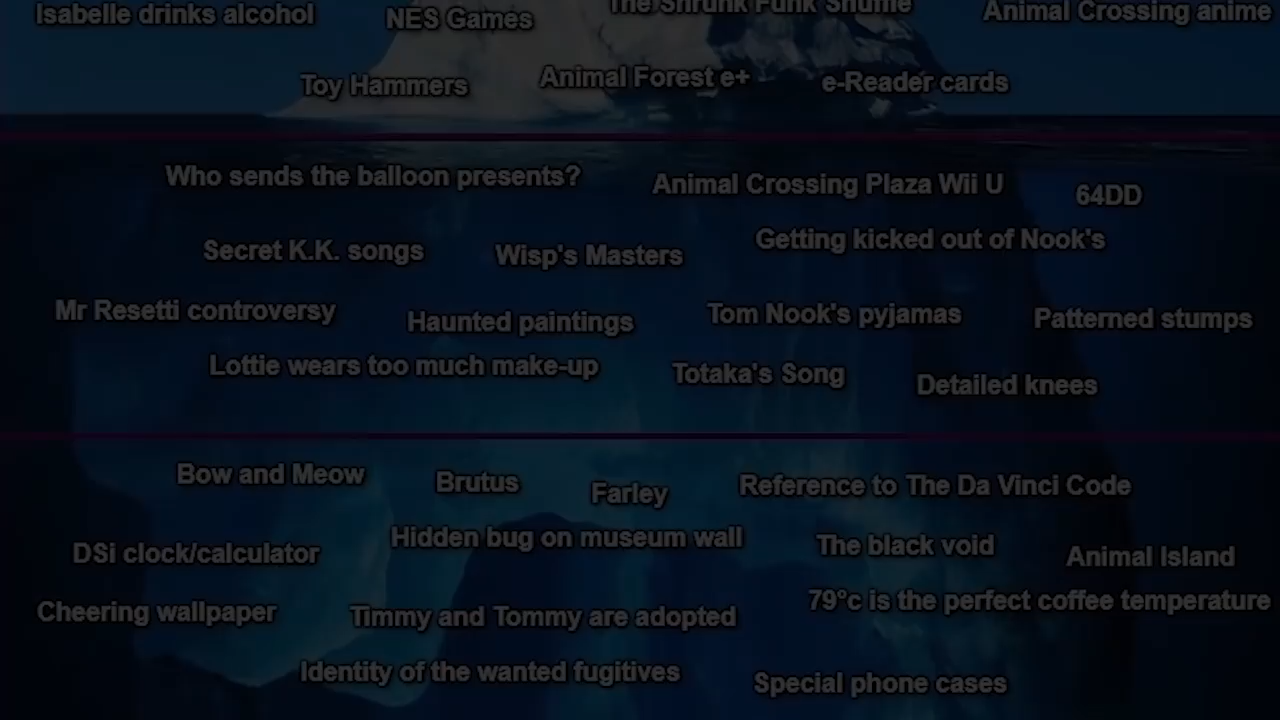 Isabelle drinks alcohol
NES Games
The Shrunk Funk Shuffle
Animal Crossing anime
Toy Hammers
Animal Forest e+
e-Reader cards
Who sends the balloon presents?
Animal Crossing Plaza Wii U
64DD
Secret K.K. songs
Wisp's Masters
Getting kicked out of Nook's
Mr Resetti controversy
Haunted paintings
Tom Nook's pyjamas
Patterned stumps
Lottie wears too much make-up
Totaka's Song
Detailed knees
Bow and Meow
Brutus
Farley
Reference to The Da Vinci Code
DSi clock/calculator
Hidden bug on museum wall
The black void
Animal Island
Cheering wallpaper
Timmy and Tommy are adopted
79°c is the perfect coffee temperature
Identity of the wanted fugitives
Special phone cases